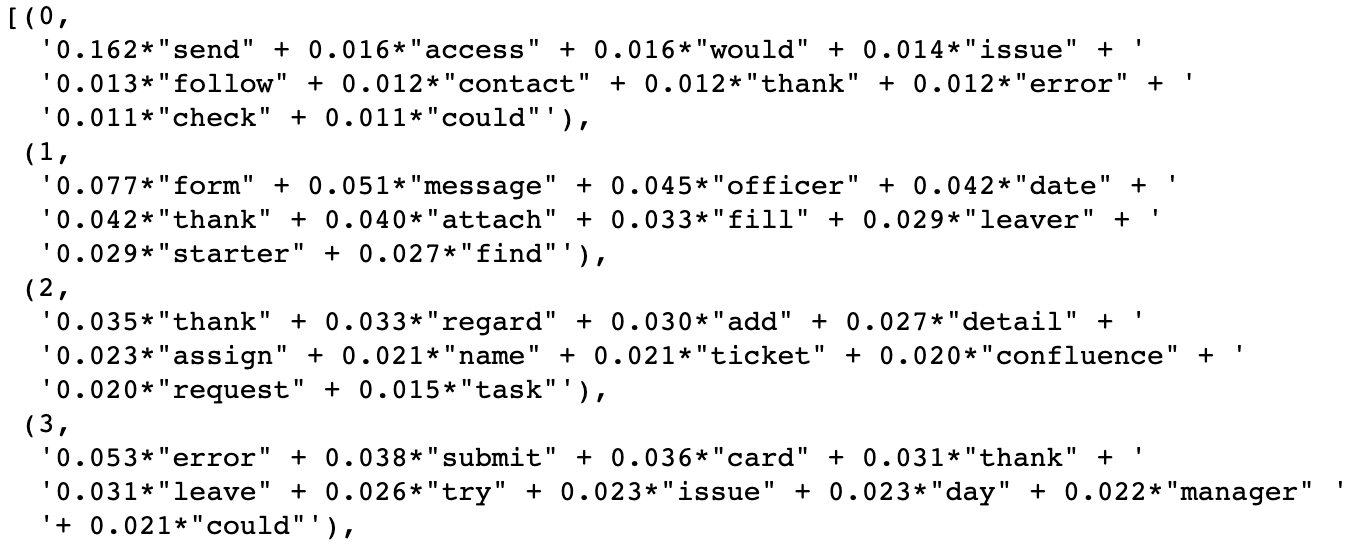 [(0,
'0.162*"send" + 0.016*"access" + 0.016*"would" + 0.014*"issue" + '
'0.013*"follow" + 0.012*"contact" + 0.012*"thank" + 0.012*"error" + '
'0.011*"check" + 0.011*"could"'),
(1,
'0.077*"form" + 0.051*"message" + 0.045*"officer" + 0.042*"date" + '
'0.042*"thank" + 0.040*"attach" + 0.033*"fill" + 0.029*"leaver" + '
'0.029*"starter" + 0.027*"find"'),
(2,
'0.035*"thank" + 0.033*"regard" + 0.030*"add" + 0.027*"detail" + '
'0.023*"assign" + 0.021*"name" + 0.021*"ticket" + 0.020*"confluence" + '
'0.020*"request" + 0.015*"task"'),
(3,
'0.053*"error" + 0.038*"submit" + 0.036*"card" + 0.031*"thank" + '
'0.031*"leave" + 0.026*"try" + 0.023*"issue" + 0.023*"day" + 0.022*"manager" '
'+ 0.021*"could"'),